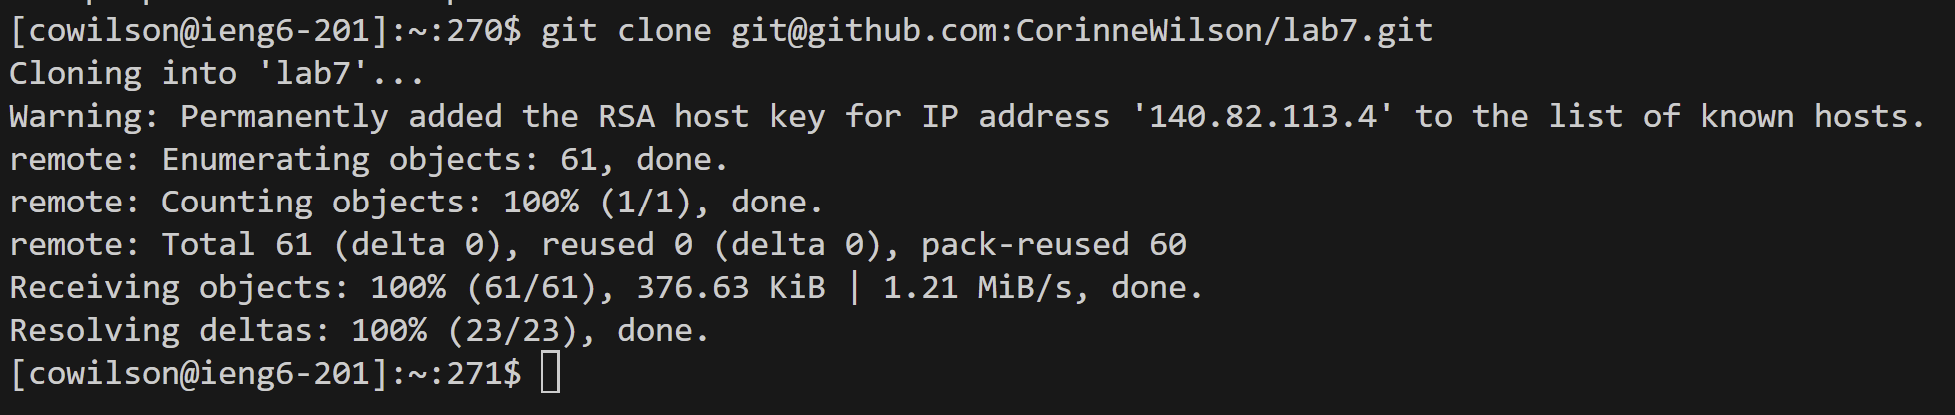 [cowilson@ieng6-201]:~:270$ git clone git@github.com:CorinneWilson/lab7.git
Cloning into 'lab7'...
Warning: Permanently added the RSA host key for IP address '140.82.113.4' to the list of known hosts.
remote: Enumerating objects: 61, done.
remote: Counting objects: 100% (1/1), done.
remote: Total 61 (delta 0), reused 0 (delta 0), pack-reused 60
Receiving objects: 100% (61/61), 376.63 KiB | 1.21 MiB/s, done.
Resolving deltas: 100% (23/23), done.
[cowilson@ieng6-201]:~:271$